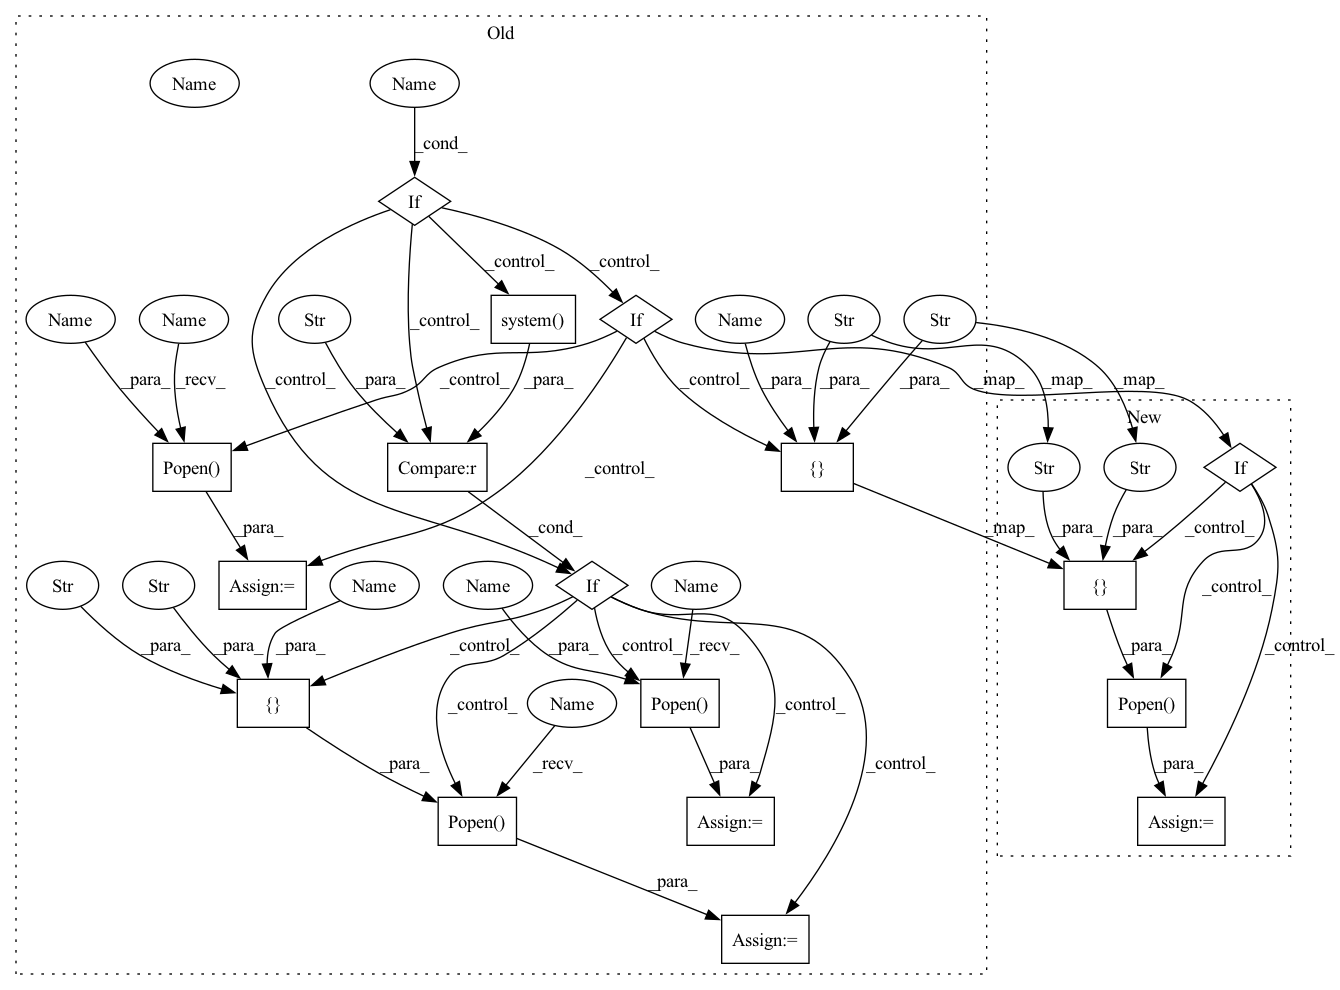 Old
Name
Name
_cond_
If
_control_
_control_
Name
Name
Str
system()
If
Name
Str
Str
_control_
_para_
_recv_
_control_
_control_
_para_
_para_
_control_
_para_
_para_
_para_
_map_
_map_
_map_
New
Popen()
Compare:r
{}
Str
Str
If
_control_
_para_
_cond_
_map_
_para_
_para_
_control_
Str
Str
Name
Assign:=
Name
If
Name
{}
_control_
_para_
_para_
_para_
_control_
_para_
_control_
_recv_
_para_
_control_
{}
Name
Popen()
Popen()
_control_
_control_
_para_
_recv_
_para_
_control_
_para_
Popen()
Assign:=
Assign:=
_para_
Assign:=